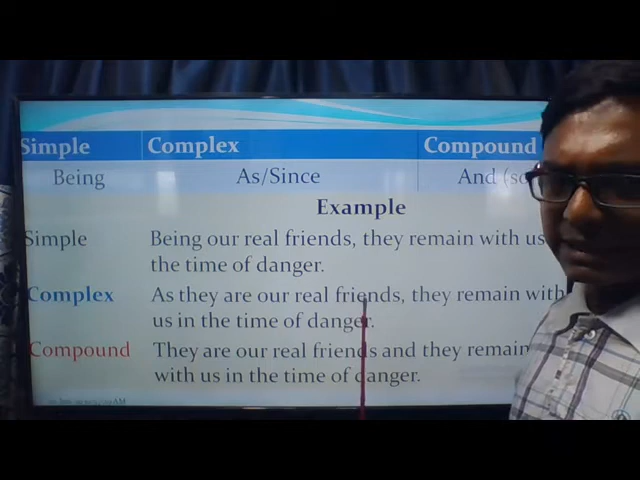 Simple Complex Compound
Being As/Since And
Example
Simple Being our real friends, they remain with us
the time of danger.
Complex As they are our real friends, they remain with
us in the time of danger.
Compound They are our real friends and they remain
with us in the time of danger.